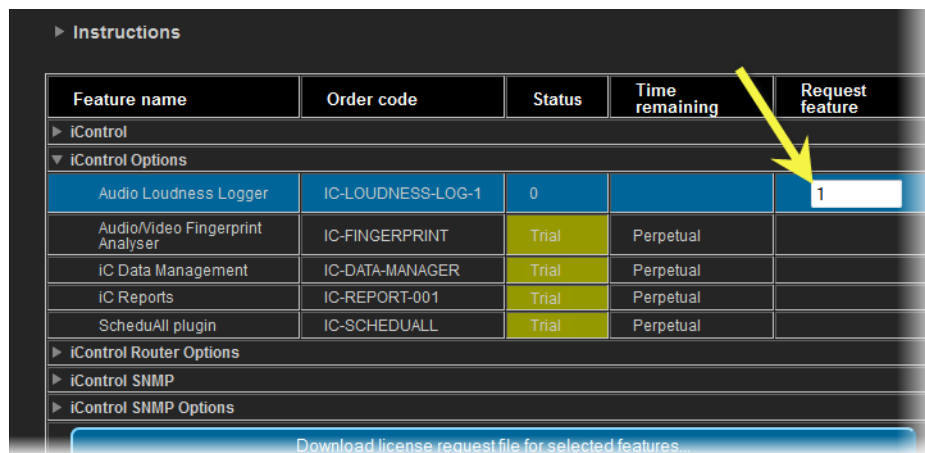 Instructions
Feature name Order code Status Time remaining Request feature
iControl
iControl Options
Audio Loudness Logger IC-LOUDNESS-LOG-1 0 1
Audio/Video Fingerprint Analyser IC-FINGERPRINT Trial Perpetual
iC Data Management IC-DATA-MANAGER Trial Perpetual
iC Reports IC-REPORT-001 Trial Perpetual
ScheduAll plugin IC-SCHEDUALL Trial Perpetual
iControl Router Options
iControl SNMP
iControl SNMP Options
Download license request file for selected features...